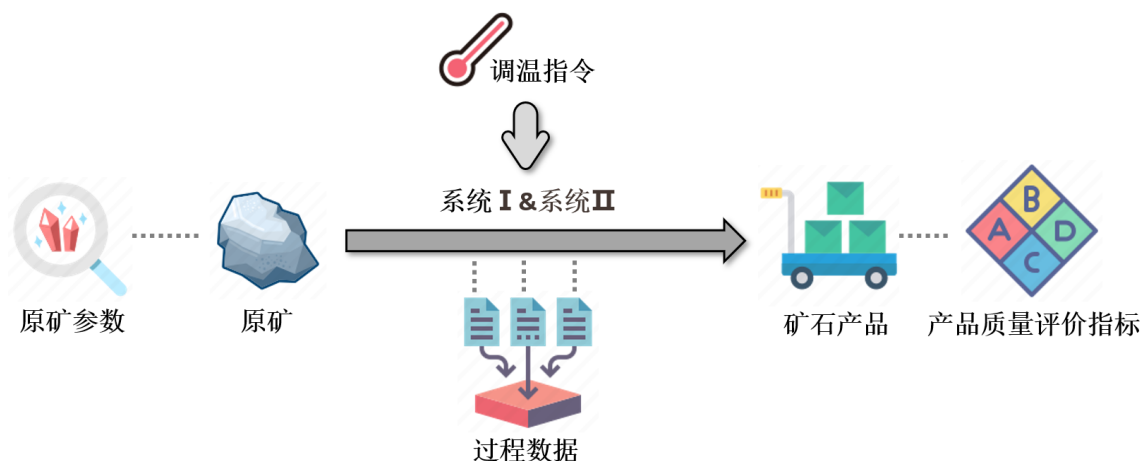 调温指令
系统Ⅰ&系统Ⅱ
原矿参数
原矿
矿石产品
产品质量评价指标
B
A
D
C
过程数据